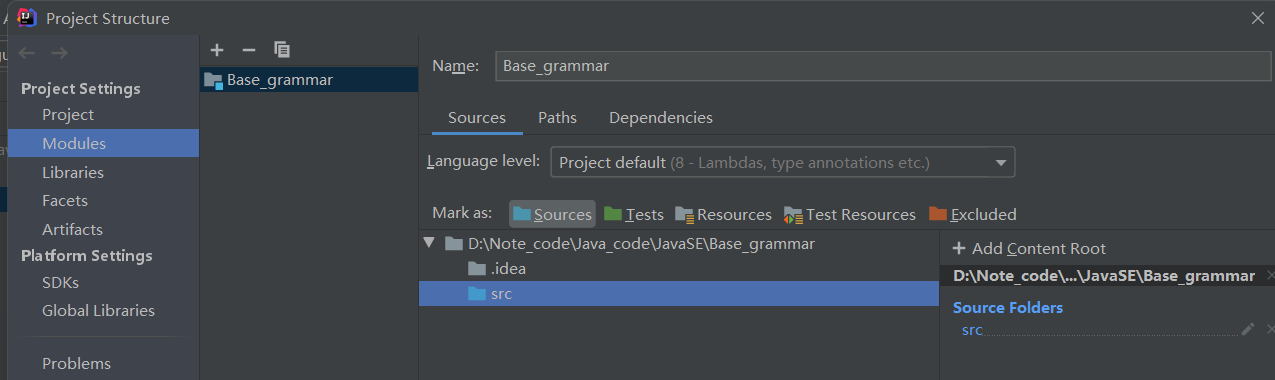 Project Structure
Project Settings
Project
Modules
Libraries
Facets
Artifacts
Platform Settings
SDKs
Global Libraries
Problems
Base_grammar
Name: Base_grammar
Sources Paths Dependencies
Language level: Project default (8 - Lambdas, type annotations etc.)
Mark as: Sources Tests Resources Test Resources Excluded
D:\Note_code\Java_code\JavaSE\Base_grammar
.idea
src
+ Add Content Root
D:\Note_code\...\JavaSE\Base_grammar
Source Folders
src